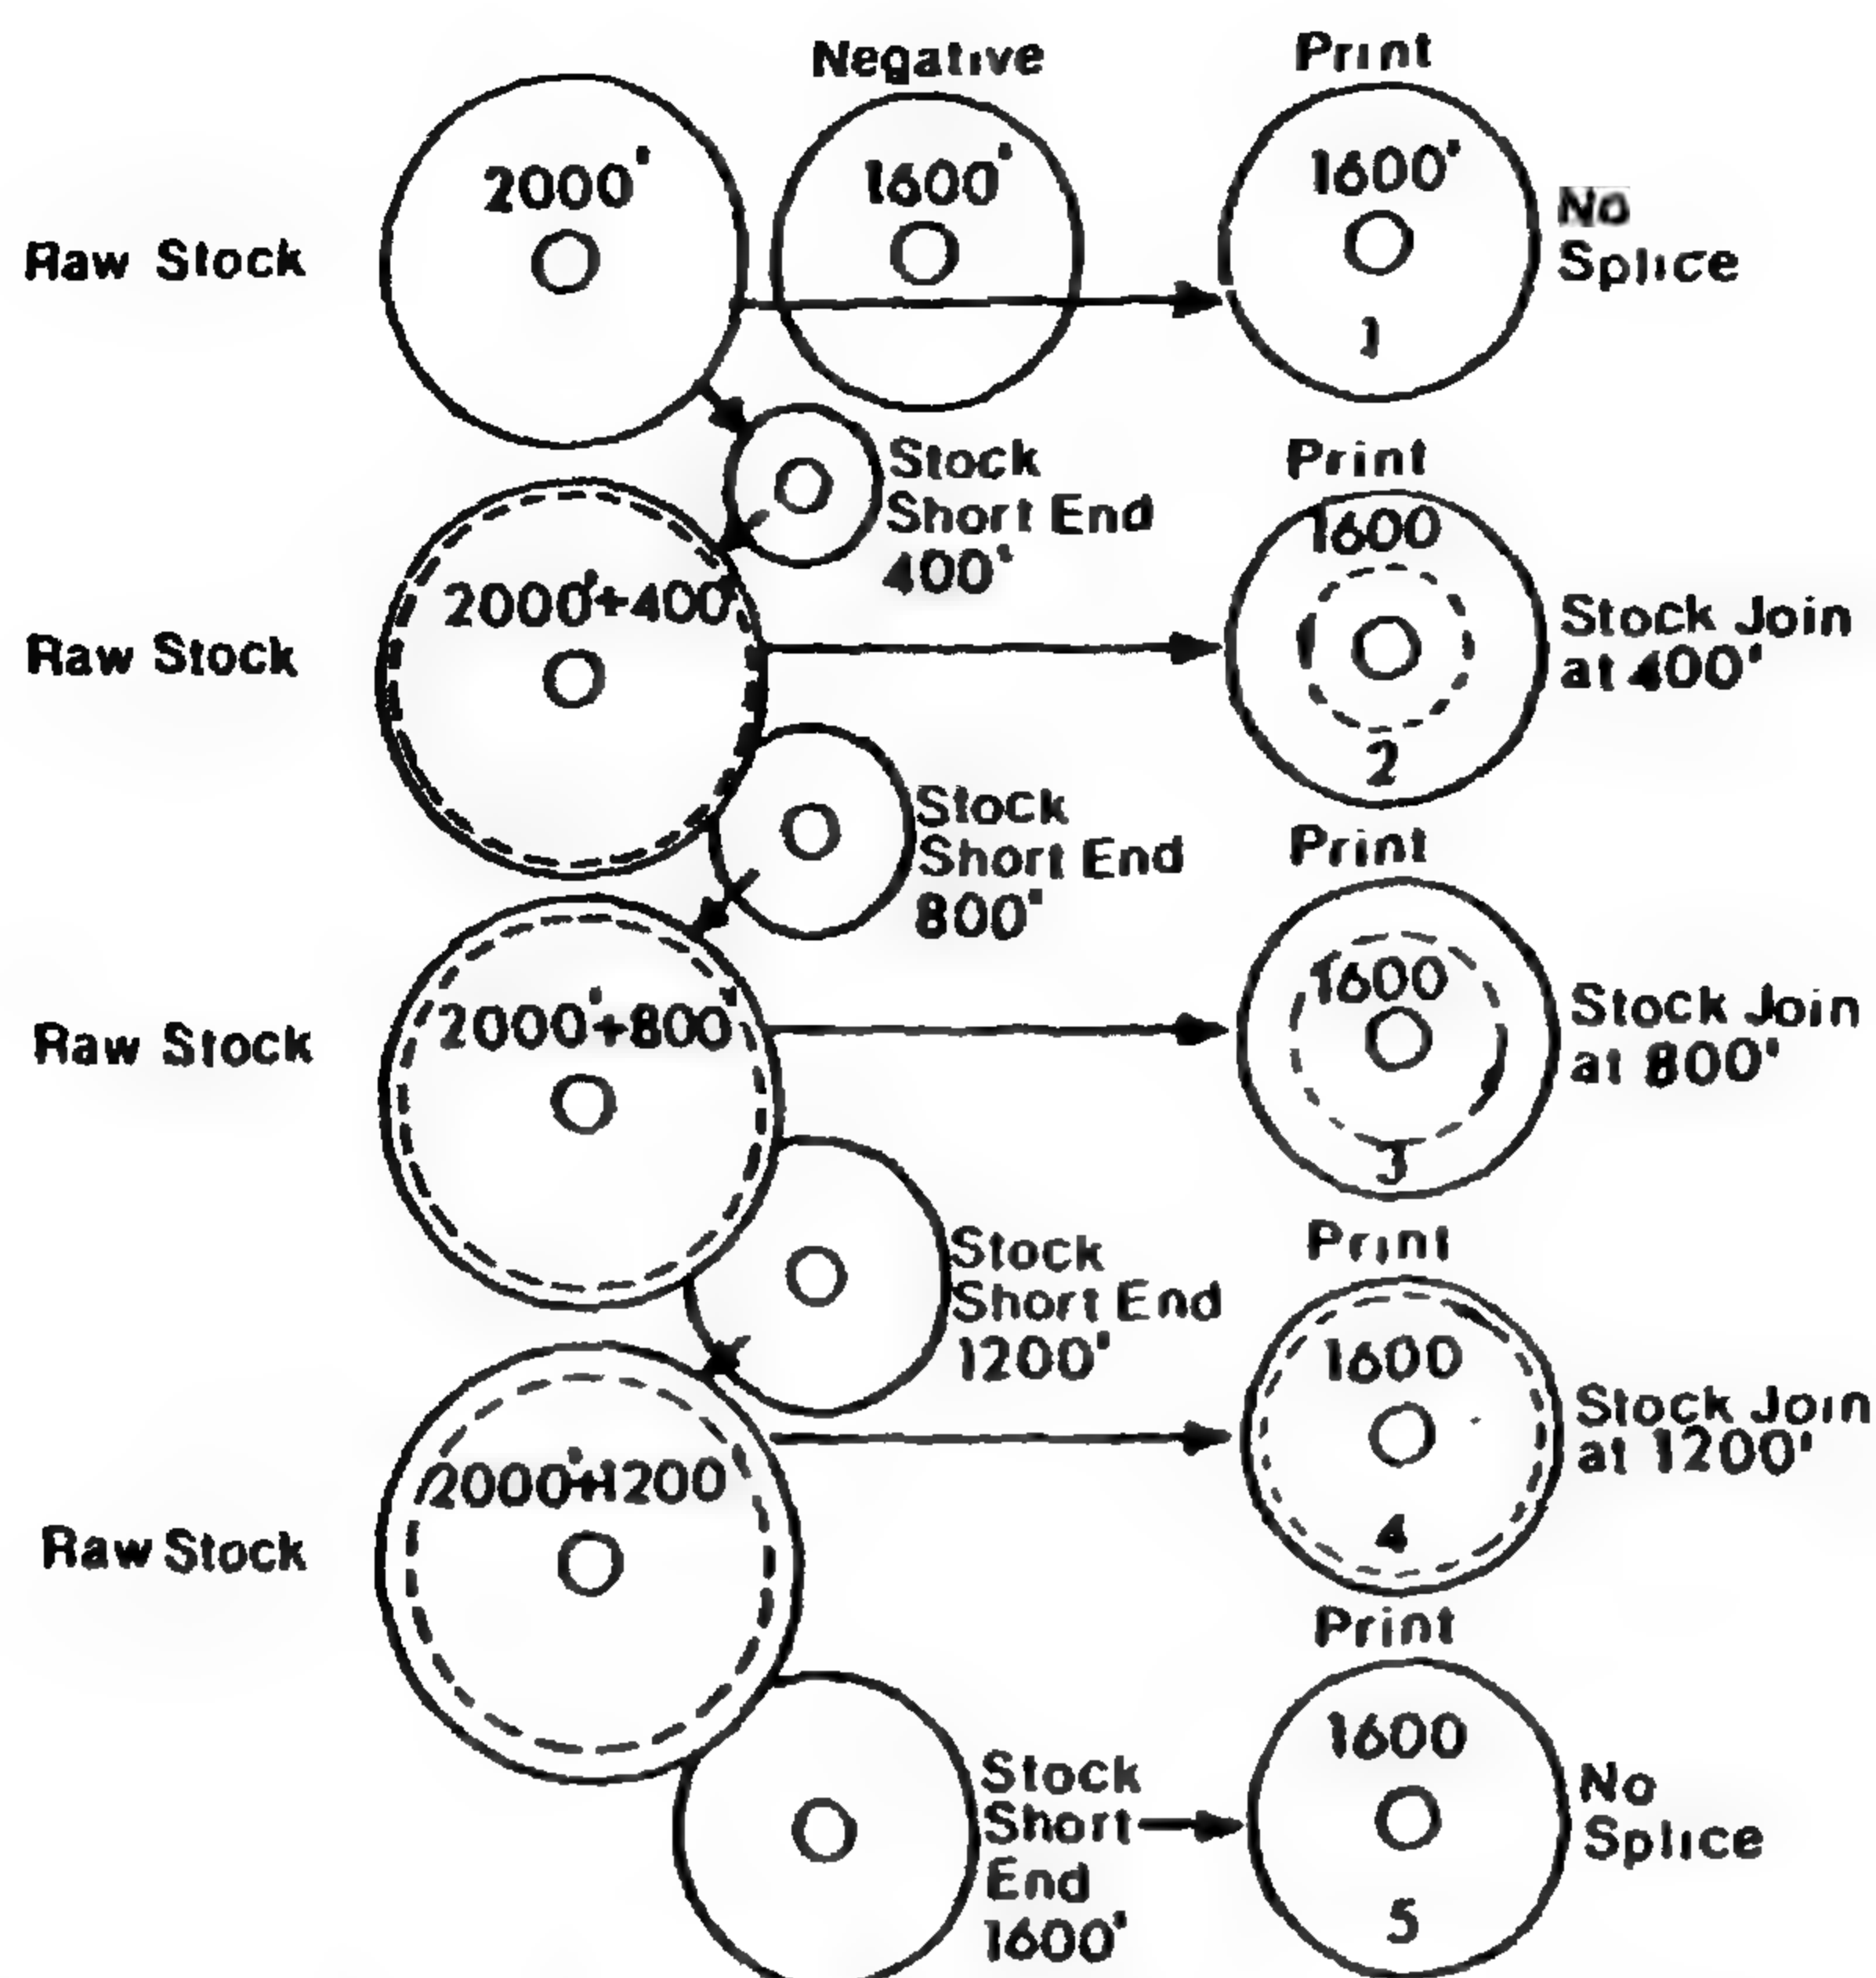 Negative
Print
2000'
1600'
1600'
No
Splice
Raw Stock
1
Stock
Short End
400'
Print
1600
2000'+400'
Stock Join
at 400'
Raw Stock
2
Stock
Short End
800'
Print
1600
2000'+800'
Stock Join
at 800'
Raw Stock
3
Stock
Short End
1200'
Print
1600
Stock Join
at 1200'
2000'+1200
4
Raw Stock
Print
1600
Stock
Short
End
1600'
No
Splice
5